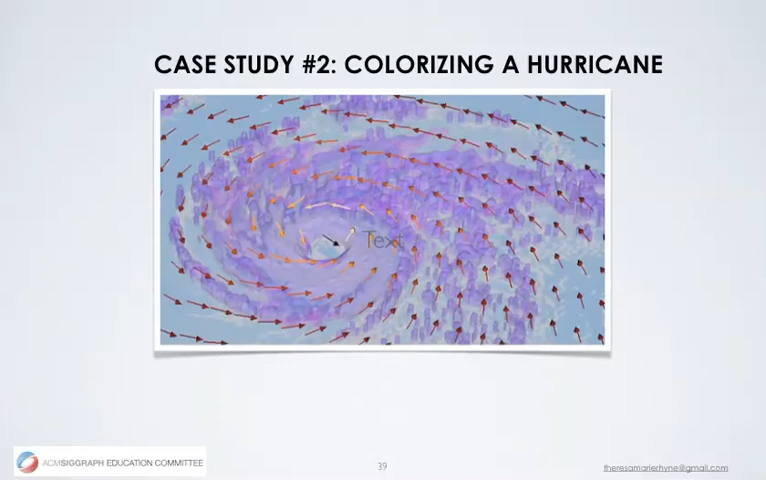 CASE STUDY #2: COLORIZING A HURRICANE
Text
ACMSIGGRAPH EDUCATION COMMITTEE
39
theresamarierhyne@gmail.com